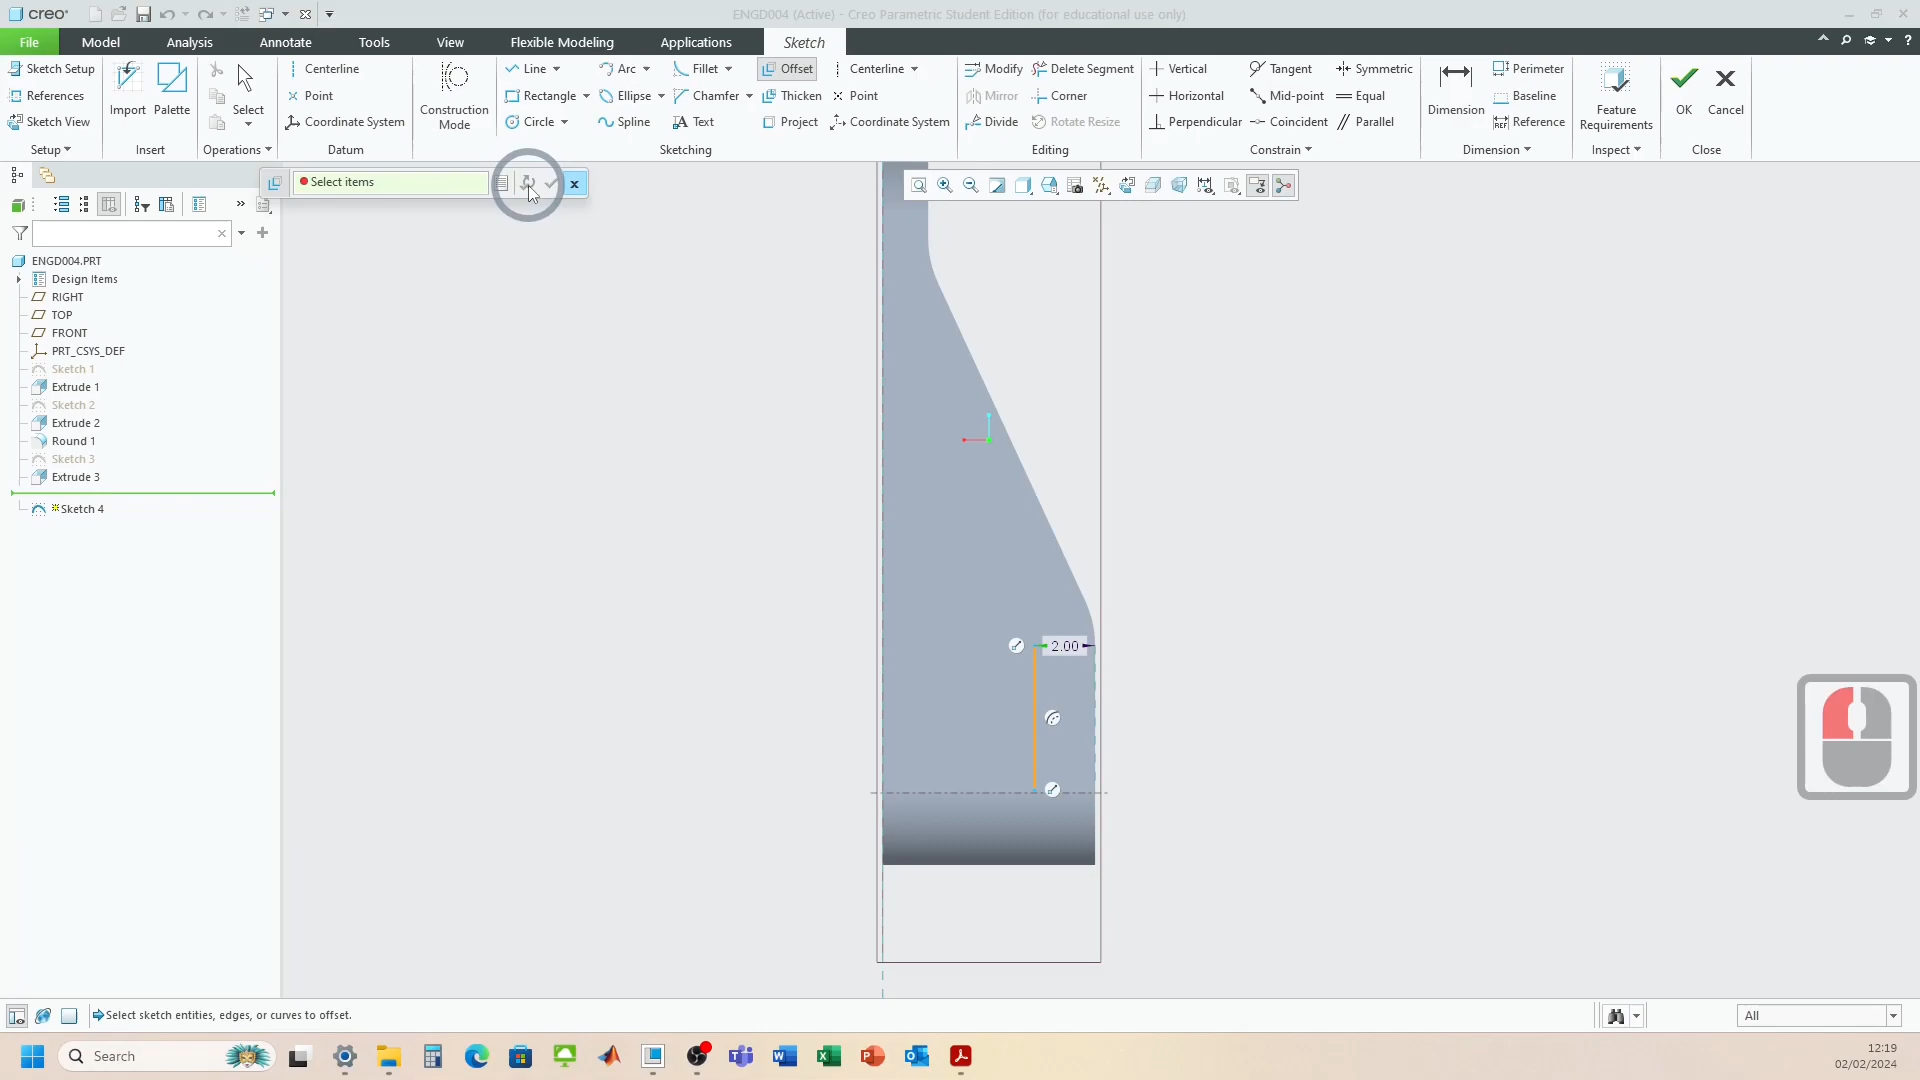 creo
ENGD004 (Active) - Creo Parametric Student Edition (for educational use only)
File Model Analysis Annotate Tools View Flexible Modeling Applications Sketch
Sketch Setup
References
Sketch View
Setup
Import
Palette
Insert
Select
Operations
Centerline
Point
Coordinate System
Datum
Construction
Mode
Line Arc Fillet Offset Centerline
Rectangle Ellipse Chamfer Thicken Point
Circle Spline Text Project Coordinate System
Sketching
Modify Delete Segment
Mirror Corner
Divide Rotate Resize
Editing
Vertical Tangent Symmetric
Horizontal Mid-point Equal
Perpendicular Coincident Parallel
Constrain
Dimension
Perimeter
Baseline
Reference
Dimension
Feature
Requirements
Inspect
OK
Cancel
Close
Select items
ENGD004.PRT
Design Items
RIGHT
TOP
FRONT
PRT_CSYS_DEF
Sketch 1
Extrude 1
Sketch 2
Extrude 2
Round 1
Sketch 3
Extrude 3
Sketch 4
2.00
Select sketch entities, edges, or curves to offset.
All
Search
12:19
02/02/2024